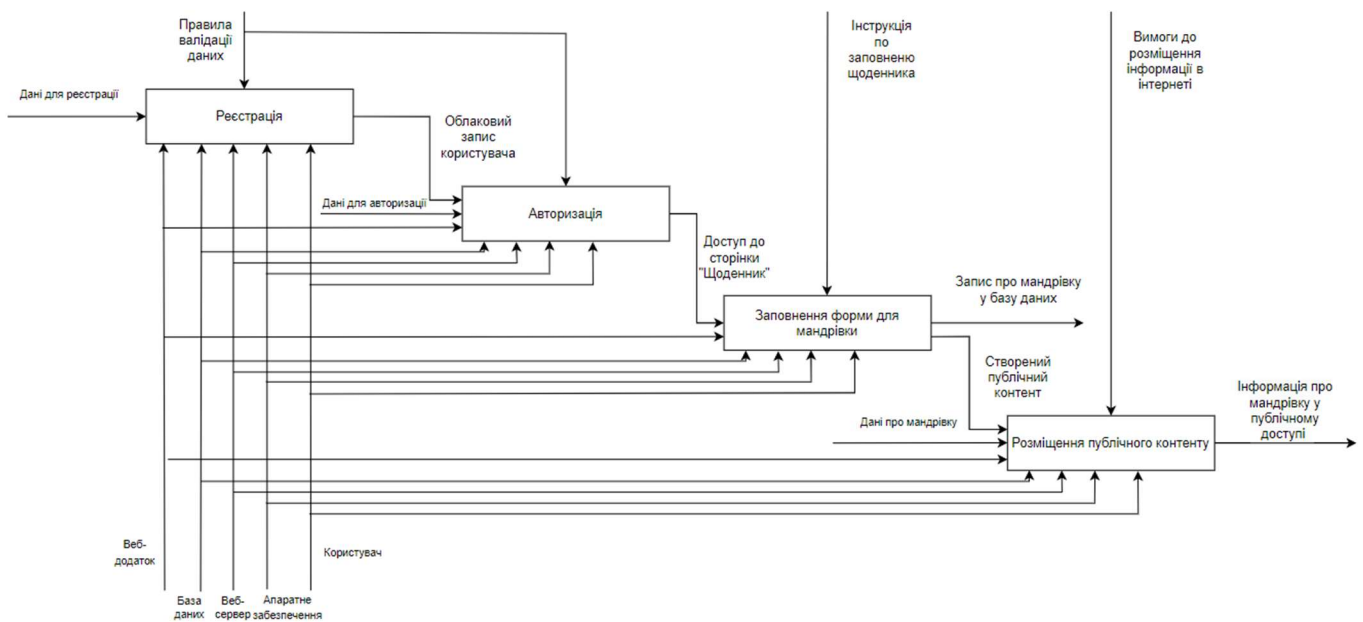 Правила
валідації
даних
Інструкція
по
заповненю
щоденника
Вимоги до
розміщення
інформації в
інтернеті
Дані для реєстрації
Реєстрація
Облаковий
запис
користувача
Дані для авторизації
Авторизація
Доступ до
сторінки
"Щоденник"
Заповнення форми для
мандрівки
Запис про мандрівку
у базу даних
Створений
публічний
контент
Дані про мандрівку
Розміщення публічного контенту
Інформація про
мандрівку у
публічному
доступі
Веб-
додаток
База
даних
Веб-
сервер
Апаратне
забезпечення
Користувач